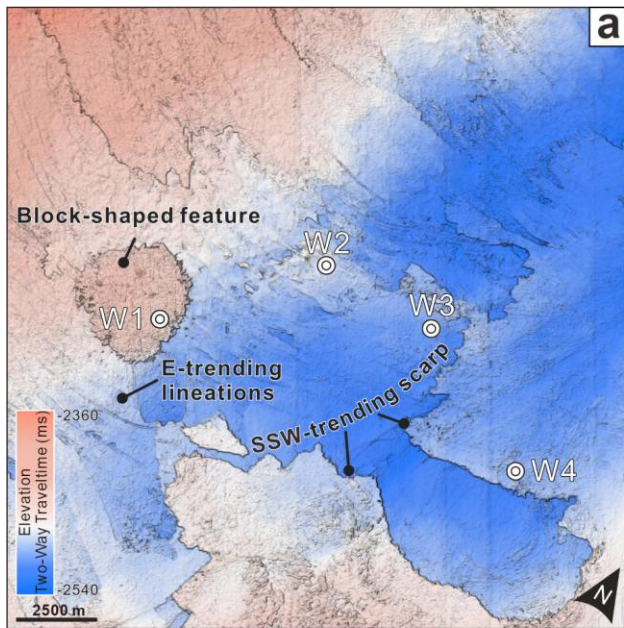 a
Block-shaped feature
W2
W1
W3
E-trending
lineations
SSW-trending scarp
W4
Elevation
Two-Way Traveltime (ms)
-2360
-2540
2500 m
N